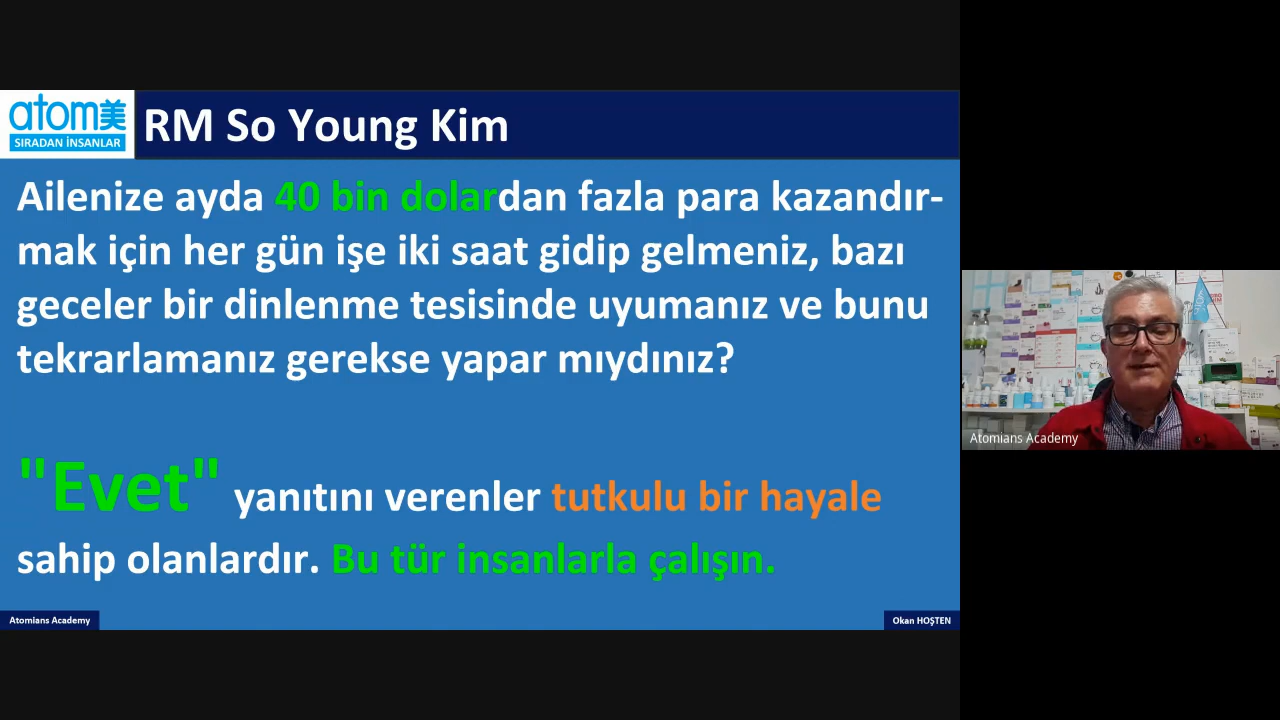 atom美
SIRADAN İNSANLAR
RM So Young Kim
Ailenize ayda 40 bin dolardan fazla para kazandır-
mak için her gün işe iki saat gidip gelmeniz, bazı
geceler bir dinlenme tesisinde uyumanız ve bunu
tekrarlamanız gerekse yapar mıydınız?
"Evet" yanıtını verenler tutkulu bir hayale
sahip olanlardır. Bu tür insanlarla çalışın.
Atomians Academy
Okan HOŞTEN
Atomians Academy